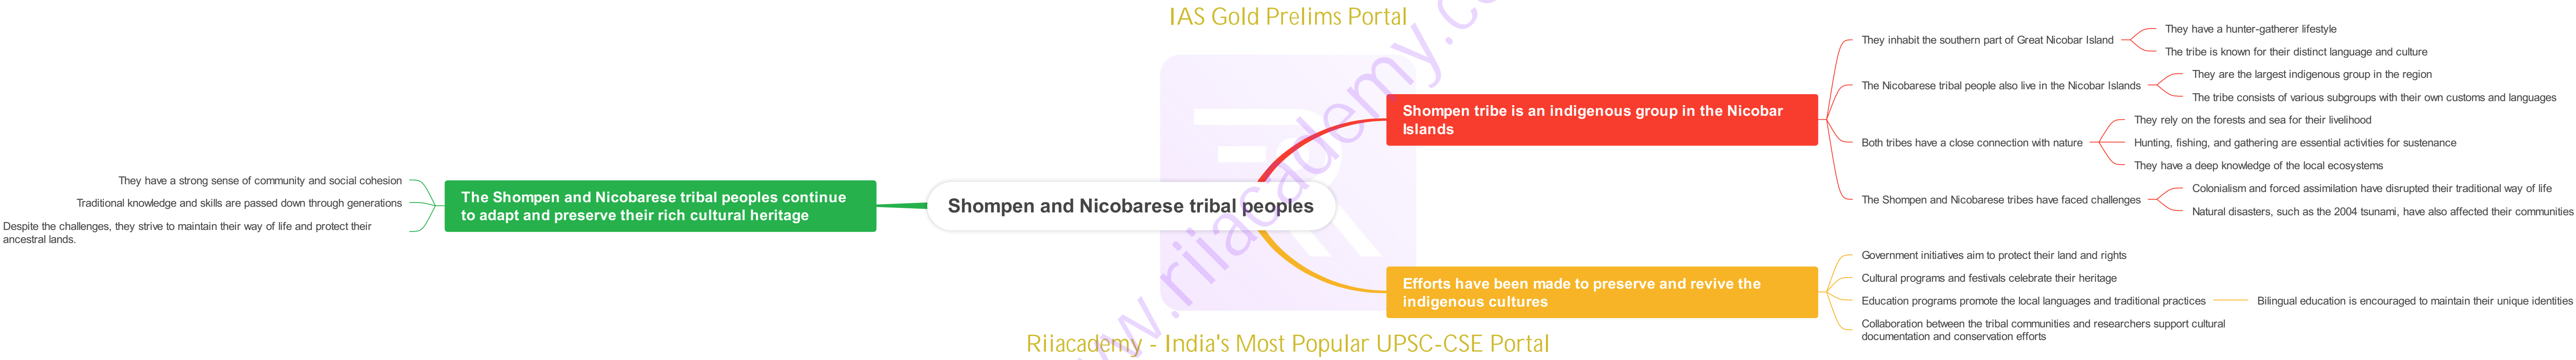 IAS Gold Prelims Portal
They have a strong sense of community and social cohesion
Traditional knowledge and skills are passed down through generations
Despite the challenges, they strive to maintain their way of life and protect their
ancestral lands.
The Shompen and Nicobarese tribal peoples continue
to adapt and preserve their rich cultural heritage
Shompen and Nicobarese tribal peoples
Shompen tribe is an indigenous group in the Nicobar
Islands
They inhabit the southern part of Great Nicobar Island
They have a hunter-gatherer lifestyle
The tribe is known for their distinct language and culture
The Nicobarese tribal people also live in the Nicobar Islands
They are the largest indigenous group in the region
The tribe consists of various subgroups with their own customs and languages
Both tribes have a close connection with nature
They rely on the forests and sea for their livelihood
Hunting, fishing, and gathering are essential activities for sustenance
They have a deep knowledge of the local ecosystems
The Shompen and Nicobarese tribes have faced challenges
Colonialism and forced assimilation have disrupted their traditional way of life
Natural disasters, such as the 2004 tsunami, have also affected their communities
Efforts have been made to preserve and revive the
indigenous cultures
Government initiatives aim to protect their land and rights
Cultural programs and festivals celebrate their heritage
Education programs promote the local languages and traditional practices
Bilingual education is encouraged to maintain their unique identities
Collaboration between the tribal communities and researchers support cultural
documentation and conservation efforts
www.riiacademy.co
Riiacademy - India's Most Popular UPSC-CSE Portal